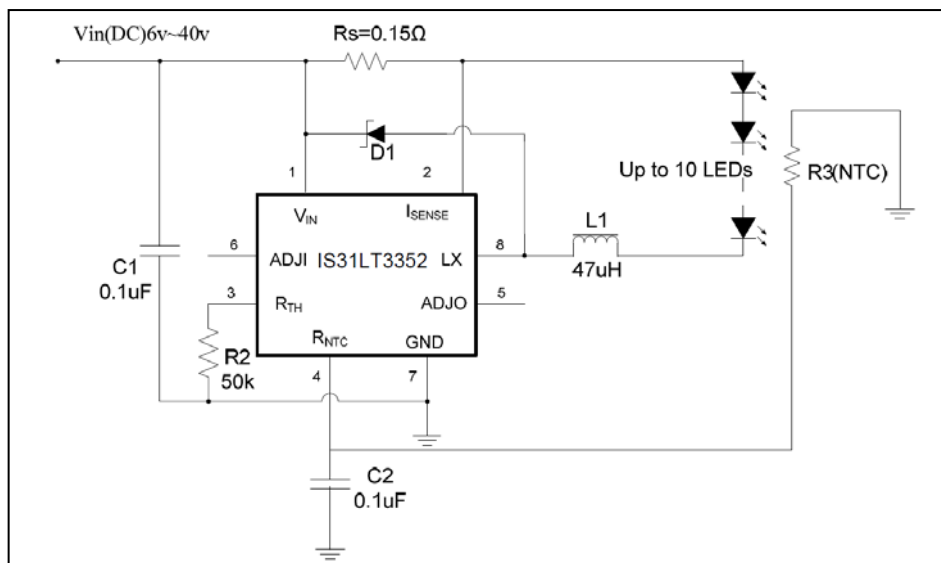 Vin(DC)6v~40v
Rs=0.15Ω
D1
1
2
Up to 10 LEDs
R3(NTC)
VIN
ISENSE
L1
6
ADJI
IS31LT3352
LX
8
47uH
C1
0.1uF
3
RTH
ADJO
5
RNTC
GND
R2
50k
4
7
C2
0.1uF